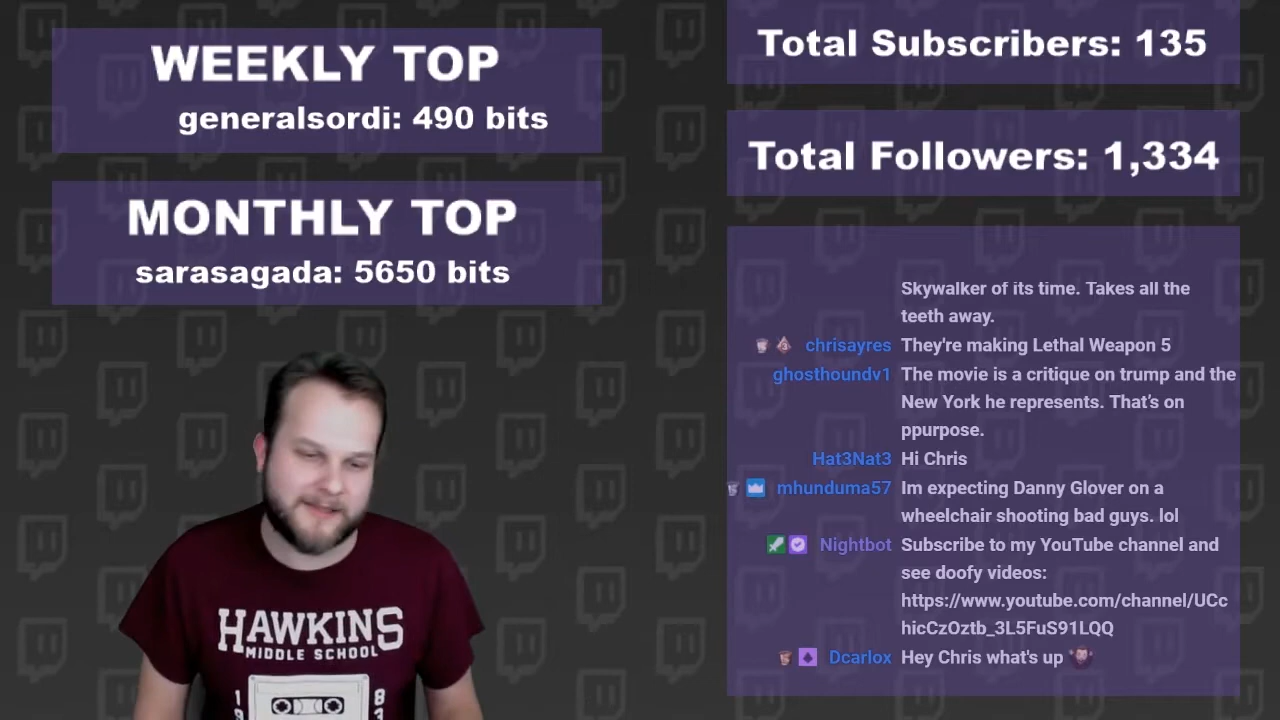 WEEKLY TOP
generalsordi: 490 bits
MONTHLY TOP
sarasagada: 5650 bits
Total Subscribers: 135
Total Followers: 1,334
Skywalker of its time. Takes all the
teeth away.
chrisayres They're making Lethal Weapon 5
ghosthoundv1 The movie is a critique on trump and the
New York he represents. That's on
ppurpose.
Hat3Nat3 Hi Chris
mhunduma57 Im expecting Danny Glover on a
wheelchair shooting bad guys. lol
Nightbot Subscribe to my YouTube channel and
see doofy videos:
https://www.youtube.com/channel/UCc
hicCzOztb_3L5FuS91LQQ
Dcarlox Hey Chris what's up
HAWKINS
MIDDLE SCHOOL
1 8
9 3